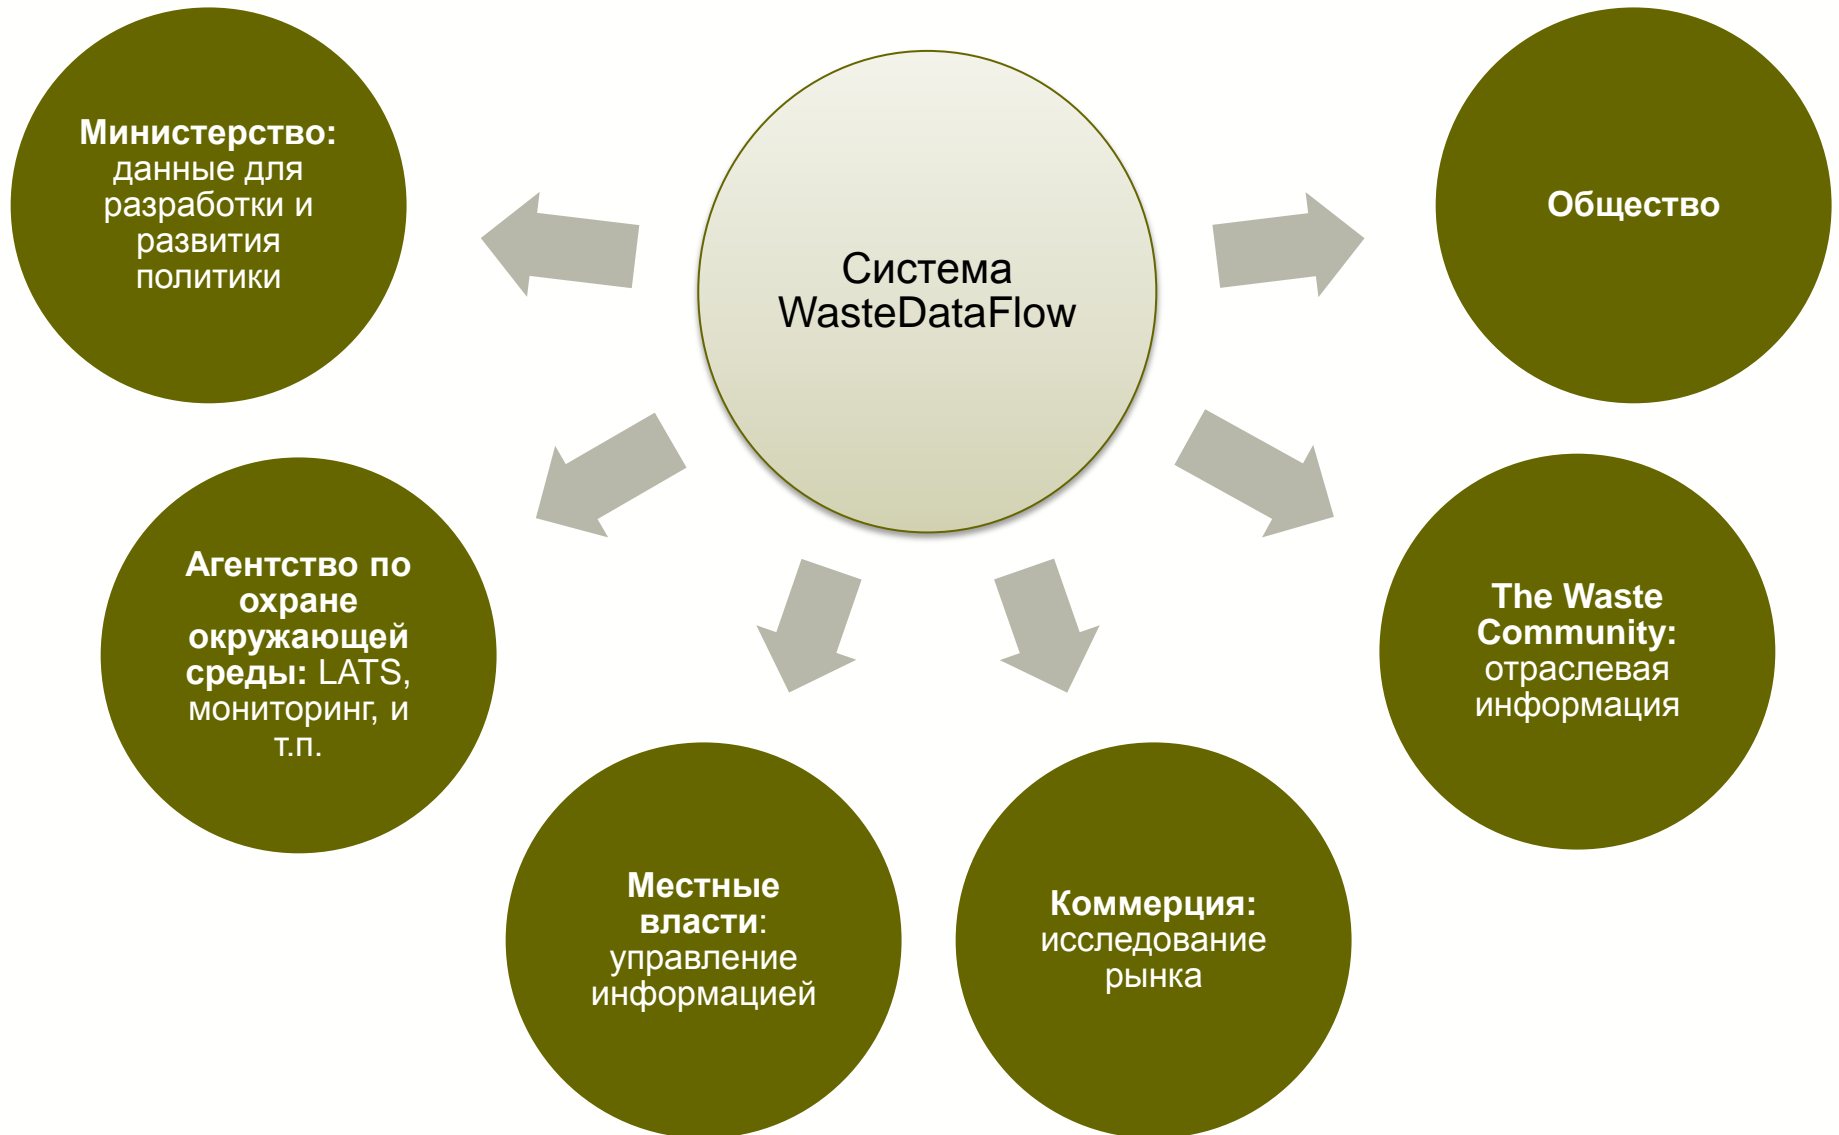 Министерство:
данные для
разработки и
развития
политики
Система
WasteDataFlow
Общество
Агентство по
охране
окружающей
среды: LATS,
мониторинг, и
т.п.
The Waste
Community:
отраслевая
информация
Местные
власти:
управление
информацией
Коммерция:
исследование
рынка